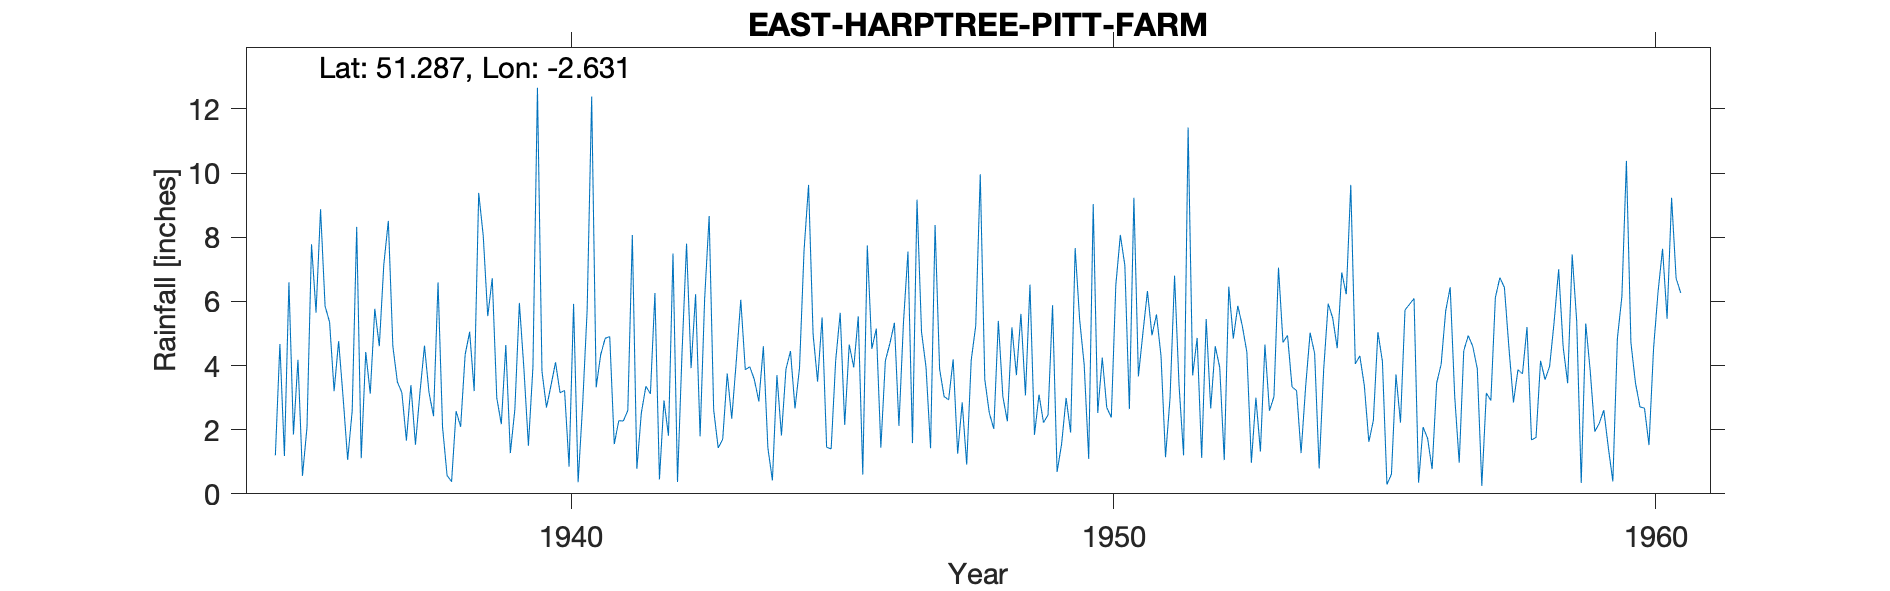 EAST-HARPTREE-PITT-FARM
Lat: 51.287, Lon: -2.631
12
10
8
6
4
2
0
Rainfall [inches]
1940 1950 1960
Year